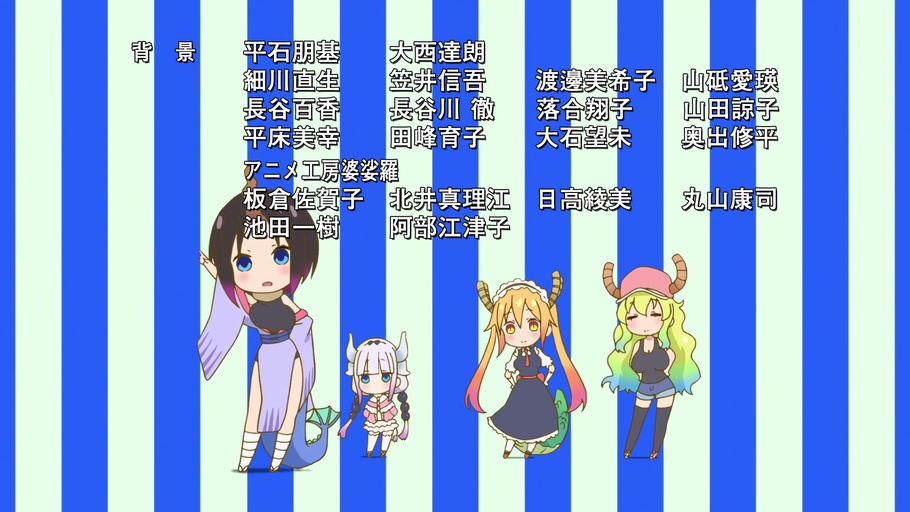 背 景 平石朋基 大西達朗
細川直生 笠井信吾 渡邊美希子 山砥愛瑛
長谷百香 長谷川 徹 落合翔子 山田諒子
平床美幸 田峰育子 大石望未 奥出修平
アニメ工房婆娑羅
板倉佐賀子 北井真理江 日高綾美 丸山康司
池田一樹 阿部江津子